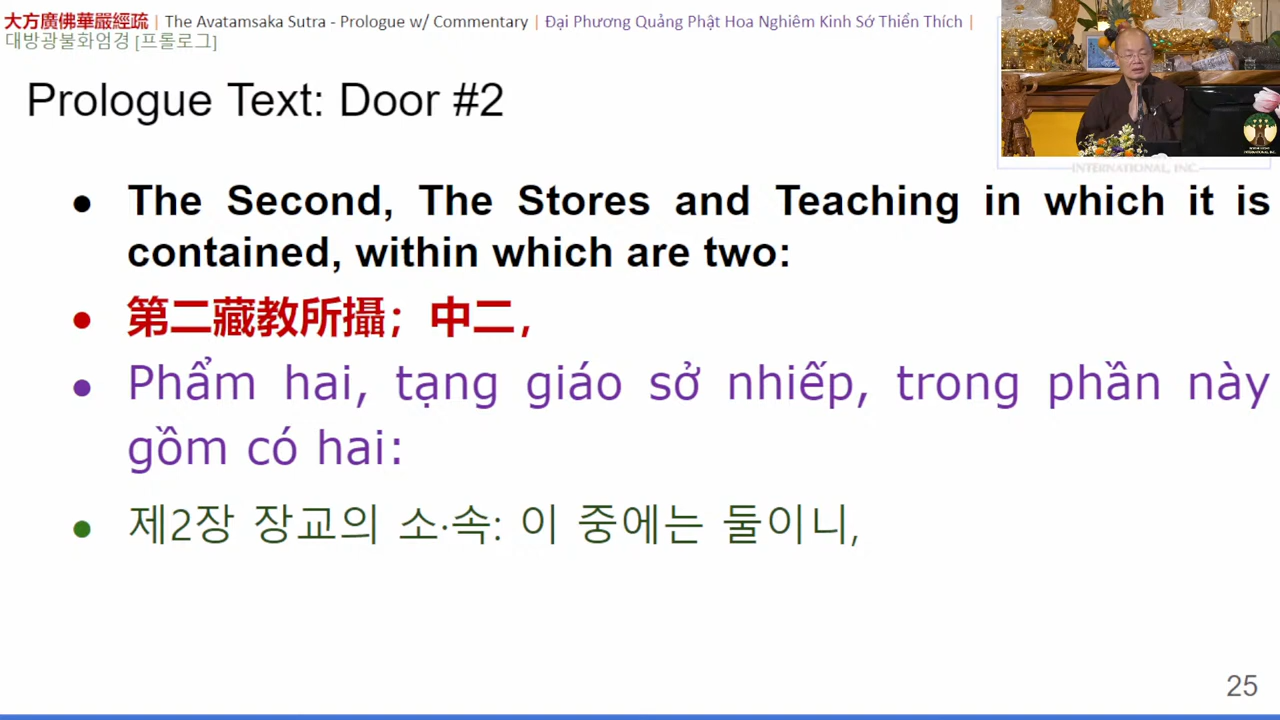 大方廣佛華嚴經疏 | The Avatamsaka Sutra - Prologue w/ Commentary | Đại Phương Quảng Phật Hoa Nghiêm Kinh Sớ Thiển Thích |
대방광불화엄경 [프롤로그]
Prologue Text: Door #2
● The Second, The Stores and Teaching in which it is
contained, within which are two:
● 第二藏教所攝；中二，
● Phẩm hai, tạng giáo sở nhiếp, trong phần này
gồm có hai:
● 제2장 장교의 소·속: 이 중에는 둘이니,
INTERNATIONAL, INC.
25